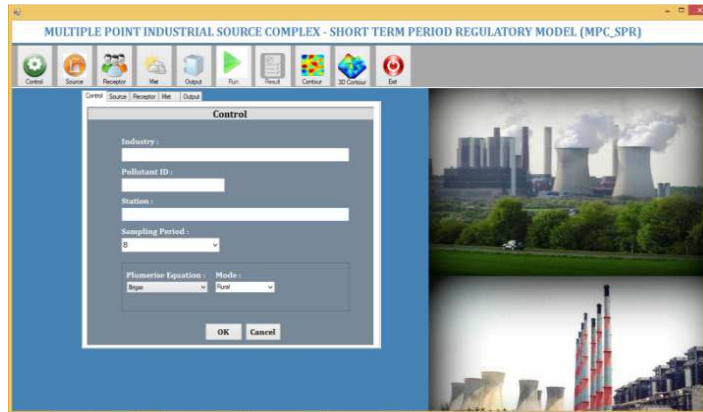 MULTIPLE POINT INDUSTRIAL SOURCE COMPLEX - SHORT TERM PERIOD REGULATORY MODEL (MPC_SPR)
Control Source Receptor Met Output Run Result Contour 3D Contour Exit
Control Source Receptor Met Output
Control
Industry :
Pollutant ID :
Station :
Sampling Period :
8
Plumerise Equation : Mode :
Brigas Rural
OK Cancel